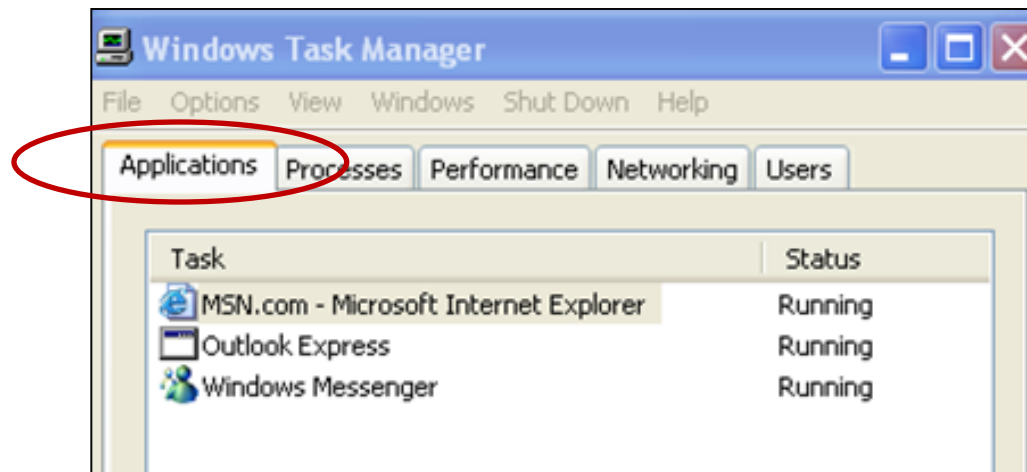 Windows Task Manager
File Options View Windows Shut Down Help
Applications Processes Performance Networking Users
Task Status
MSN.com - Microsoft Internet Explorer Running
Outlook Express Running
Windows Messenger Running